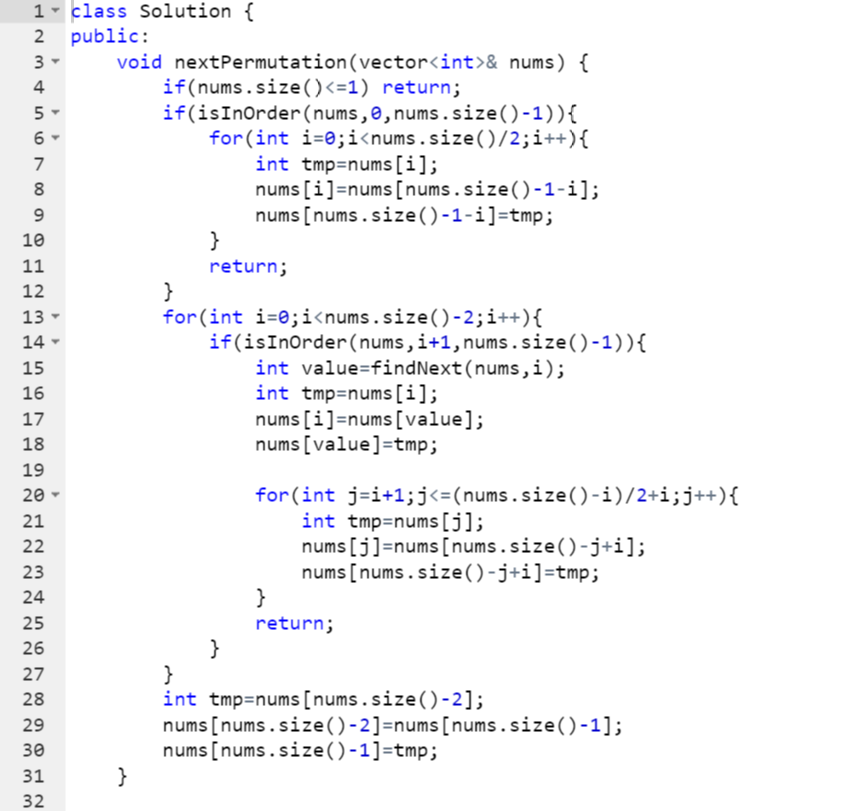 1 class Solution {
2 public:
3     void nextPermutation(vector<int>& nums) {
4         if(nums.size()<=1) return;
5         if(isInOrder(nums,0,nums.size()-1)){
6             for(int i=0;i<nums.size()/2;i++){
7                 int tmp=nums[i];
8                 nums[i]=nums[nums.size()-1-i];
9                 nums[nums.size()-1-i]=tmp;
10             }
11             return;
12         }
13         for(int i=0;i<nums.size()-2;i++){
14             if(isInOrder(nums,i+1,nums.size()-1)){
15                 int value=findNext(nums,i);
16                 int tmp=nums[i];
17                 nums[i]=nums[value];
18                 nums[value]=tmp;
19
20                 for(int j=i+1;j<=(nums.size()-i)/2+i;j++){
21                     int tmp=nums[j];
22                     nums[j]=nums[nums.size()-j+i];
23                     nums[nums.size()-j+i]=tmp;
24                 }
25                 return;
26             }
27         }
28         int tmp=nums[nums.size()-2];
29         nums[nums.size()-2]=nums[nums.size()-1];
30         nums[nums.size()-1]=tmp;
31     }
32